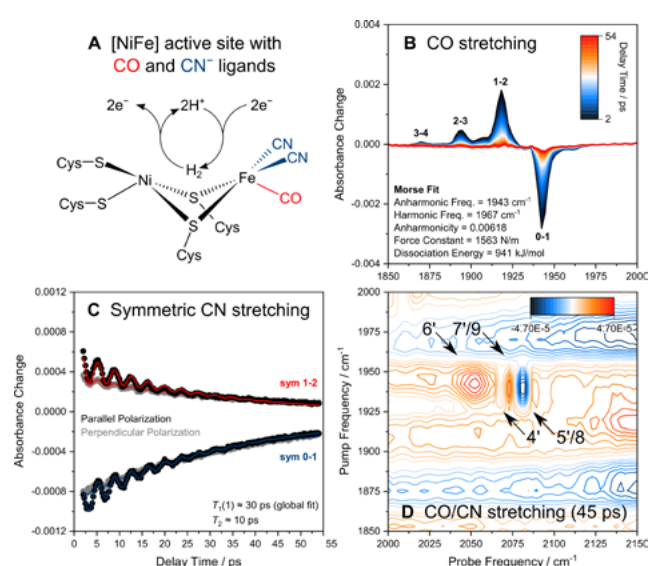 A [NiFe] active site with
CO and CN⁻ ligands
2e⁻ 2H⁺ 2e⁻
H₂
CN
CN
Cys S Ni Fe
S CO
Cys S Cys
S
Cys
B CO stretching
54
Delay Time / ps
2
1-2
2-3
3-4
0-1
Morse Fit
Anharmonic Freq. = 1943 cm⁻¹
Harmonic Freq. = 1967 cm⁻¹
Anharmonicity = 0.00618
Force Constant = 1563 N/m
Dissociation Energy = 941 kJ/mol
Absorbance Change
0.004
0.002
0.000
-0.002
-0.004
1850 1875 1900 1925 1950 1975 2000
C Symmetric CN stretching
Absorbance Change
0.0012
0.0008
0.0004
0.0000
-0.0004
-0.0008
-0.0012
sym 1-2
Parallel Polarization
Perpendicular Polarization
sym 0-1
T₁(1) ≈ 30 ps (global fit)
T₂ ≈ 10 ps
0 5 10 15 20 25 30 35 40 45 50 55
Delay Time / ps
Pump Frequency / cm⁻¹
2000
1975
1950
1925
1900
1875
1850
-4.70E-5 4.70E-5
6' 7'/9
4' 5'/8
D CO/CN stretching (45 ps)
2000 2025 2050 2075 2100 2125 2150
Probe Frequency / cm⁻¹